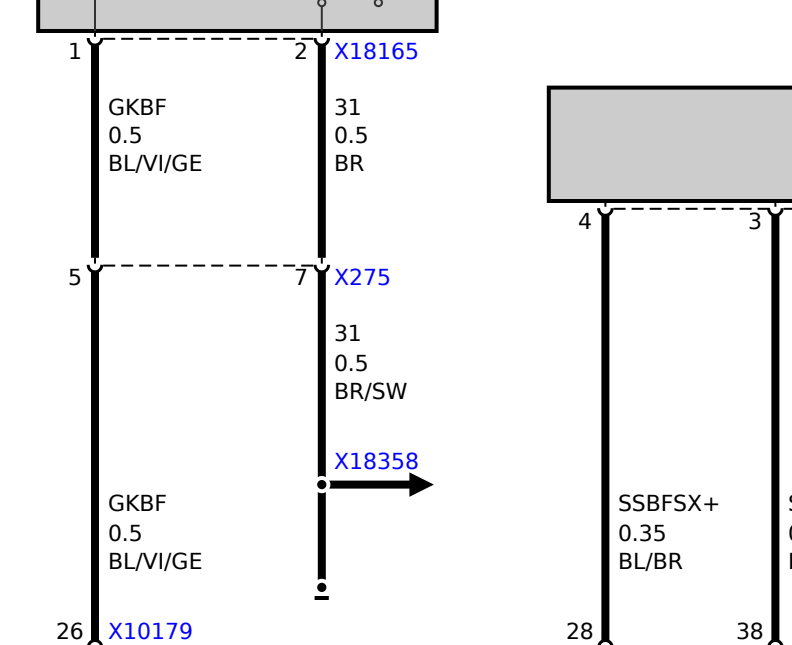 1
2
X18165
GKBF
0.5
BL/VI/GE
31
0.5
BR
5
7
X275
31
0.5
BR/SW
X18358
GKBF
0.5
BL/VI/GE
26
X10179
4
3
SSBFSX+
0.35
BL/BR
28
38